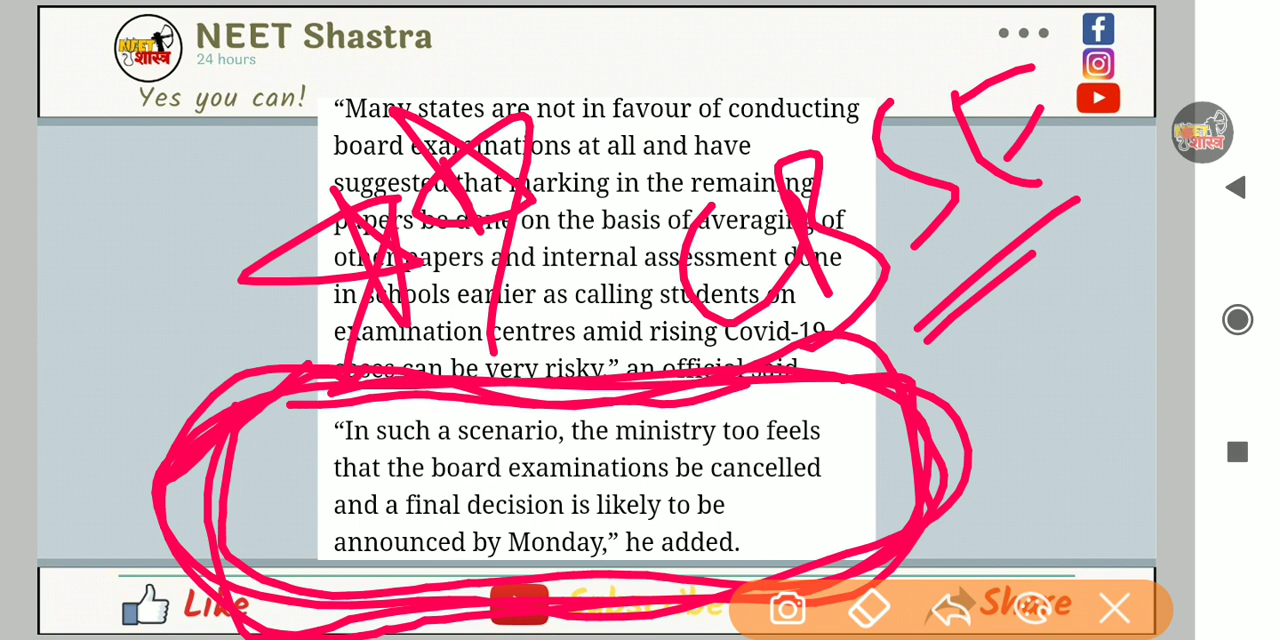 NEET Shastra
24 hours
Yes you can!
NEET
शास्त्र
NEET
शास्त्र
“Many states are not in favour of conducting
board examinations at all and have
suggested that marking in the remaining
papers be done on the basis of averaging of
other papers and internal assessment done
in schools earlier as calling students on
examination centres amid rising Covid-19
cases can be very risky,” an official said.
“In such a scenario, the ministry too feels
that the board examinations be cancelled
and a final decision is likely to be
announced by Monday,” he added.
Like
Subscribe
Share